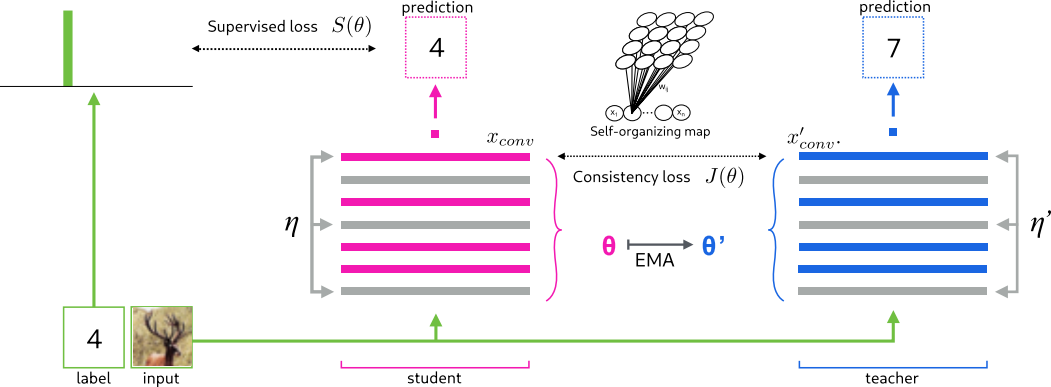 prediction
prediction
Supervised loss S(θ)
4
7
w_ij
x_1 ... x_n
Self-organizing map
x_conv
x'_conv.
Consistency loss J(θ)
η
η’
θ
θ’
EMA
4
label
input
student
teacher